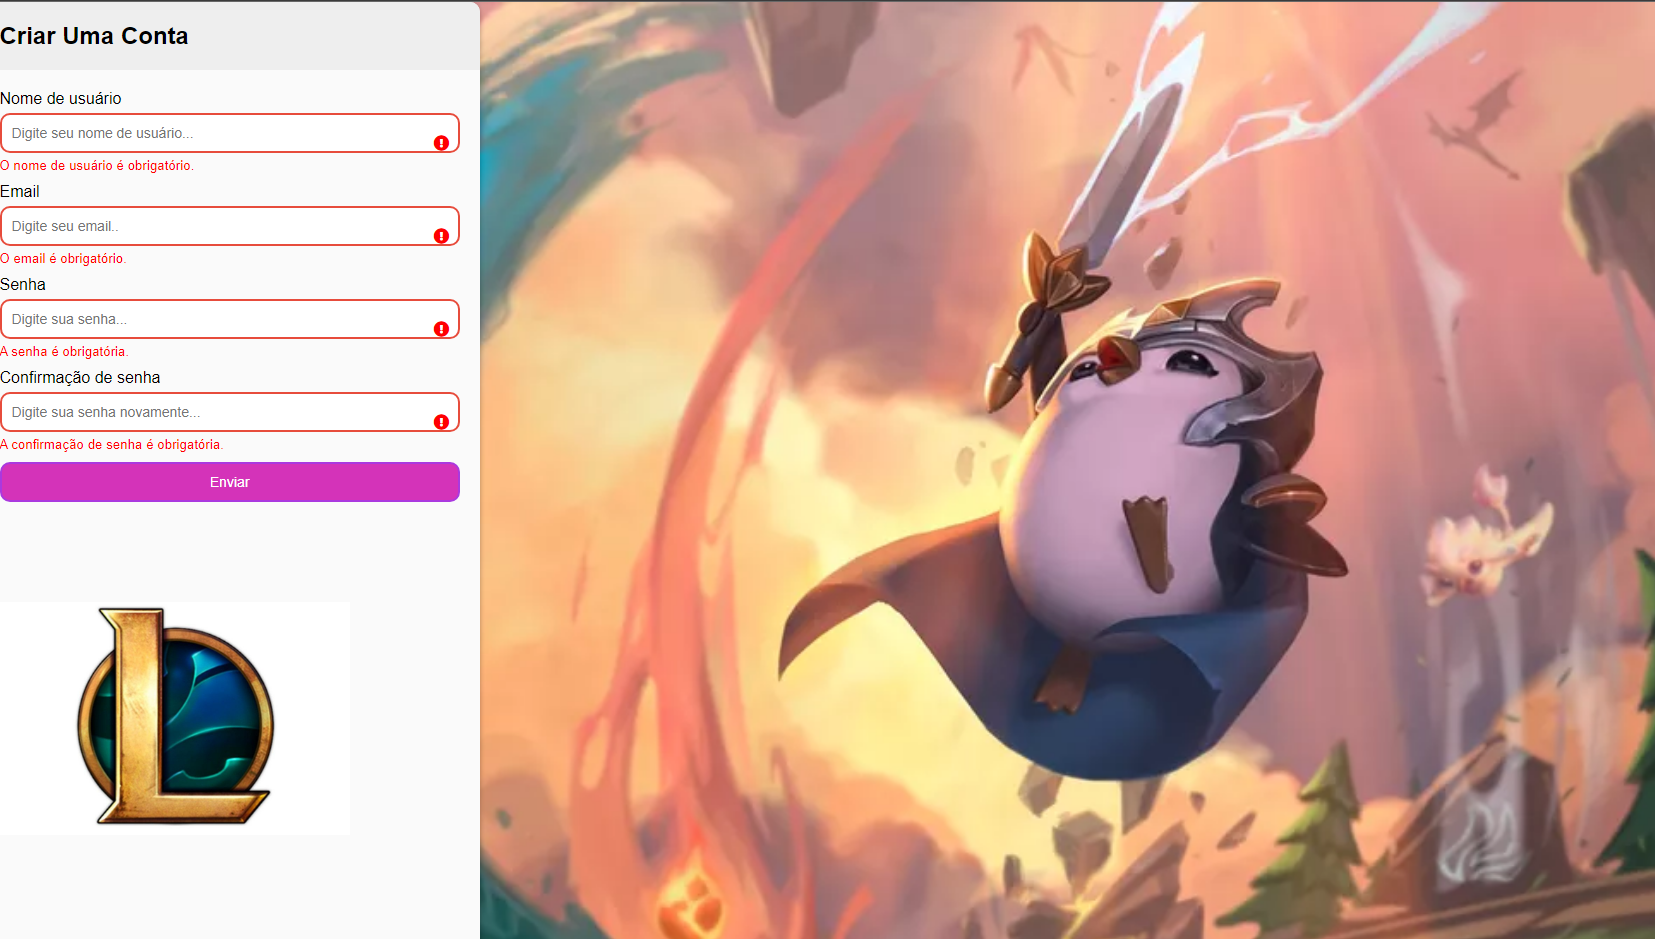 Criar Uma Conta
Nome de usuário
Digite seu nome de usuário...
O nome de usuário é obrigatório.
Email
Digite seu email..
O email é obrigatório.
Senha
Digite sua senha...
A senha é obrigatória.
Confirmação de senha
Digite sua senha novamente...
A confirmação de senha é obrigatória.
Enviar
L